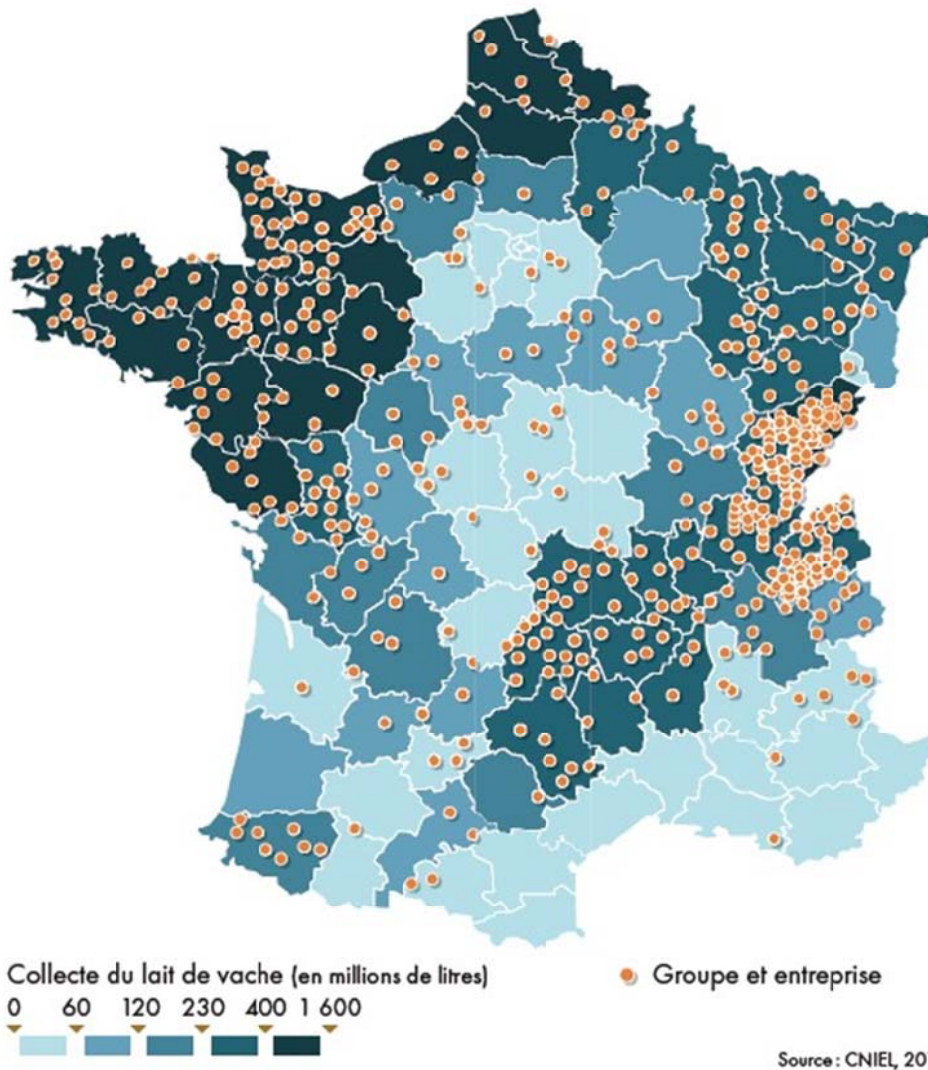 Collecte du lait de vache (en millions de litres)
0 60 120 230 400 1 600
Groupe et entreprise
Source : CNIEL, 20